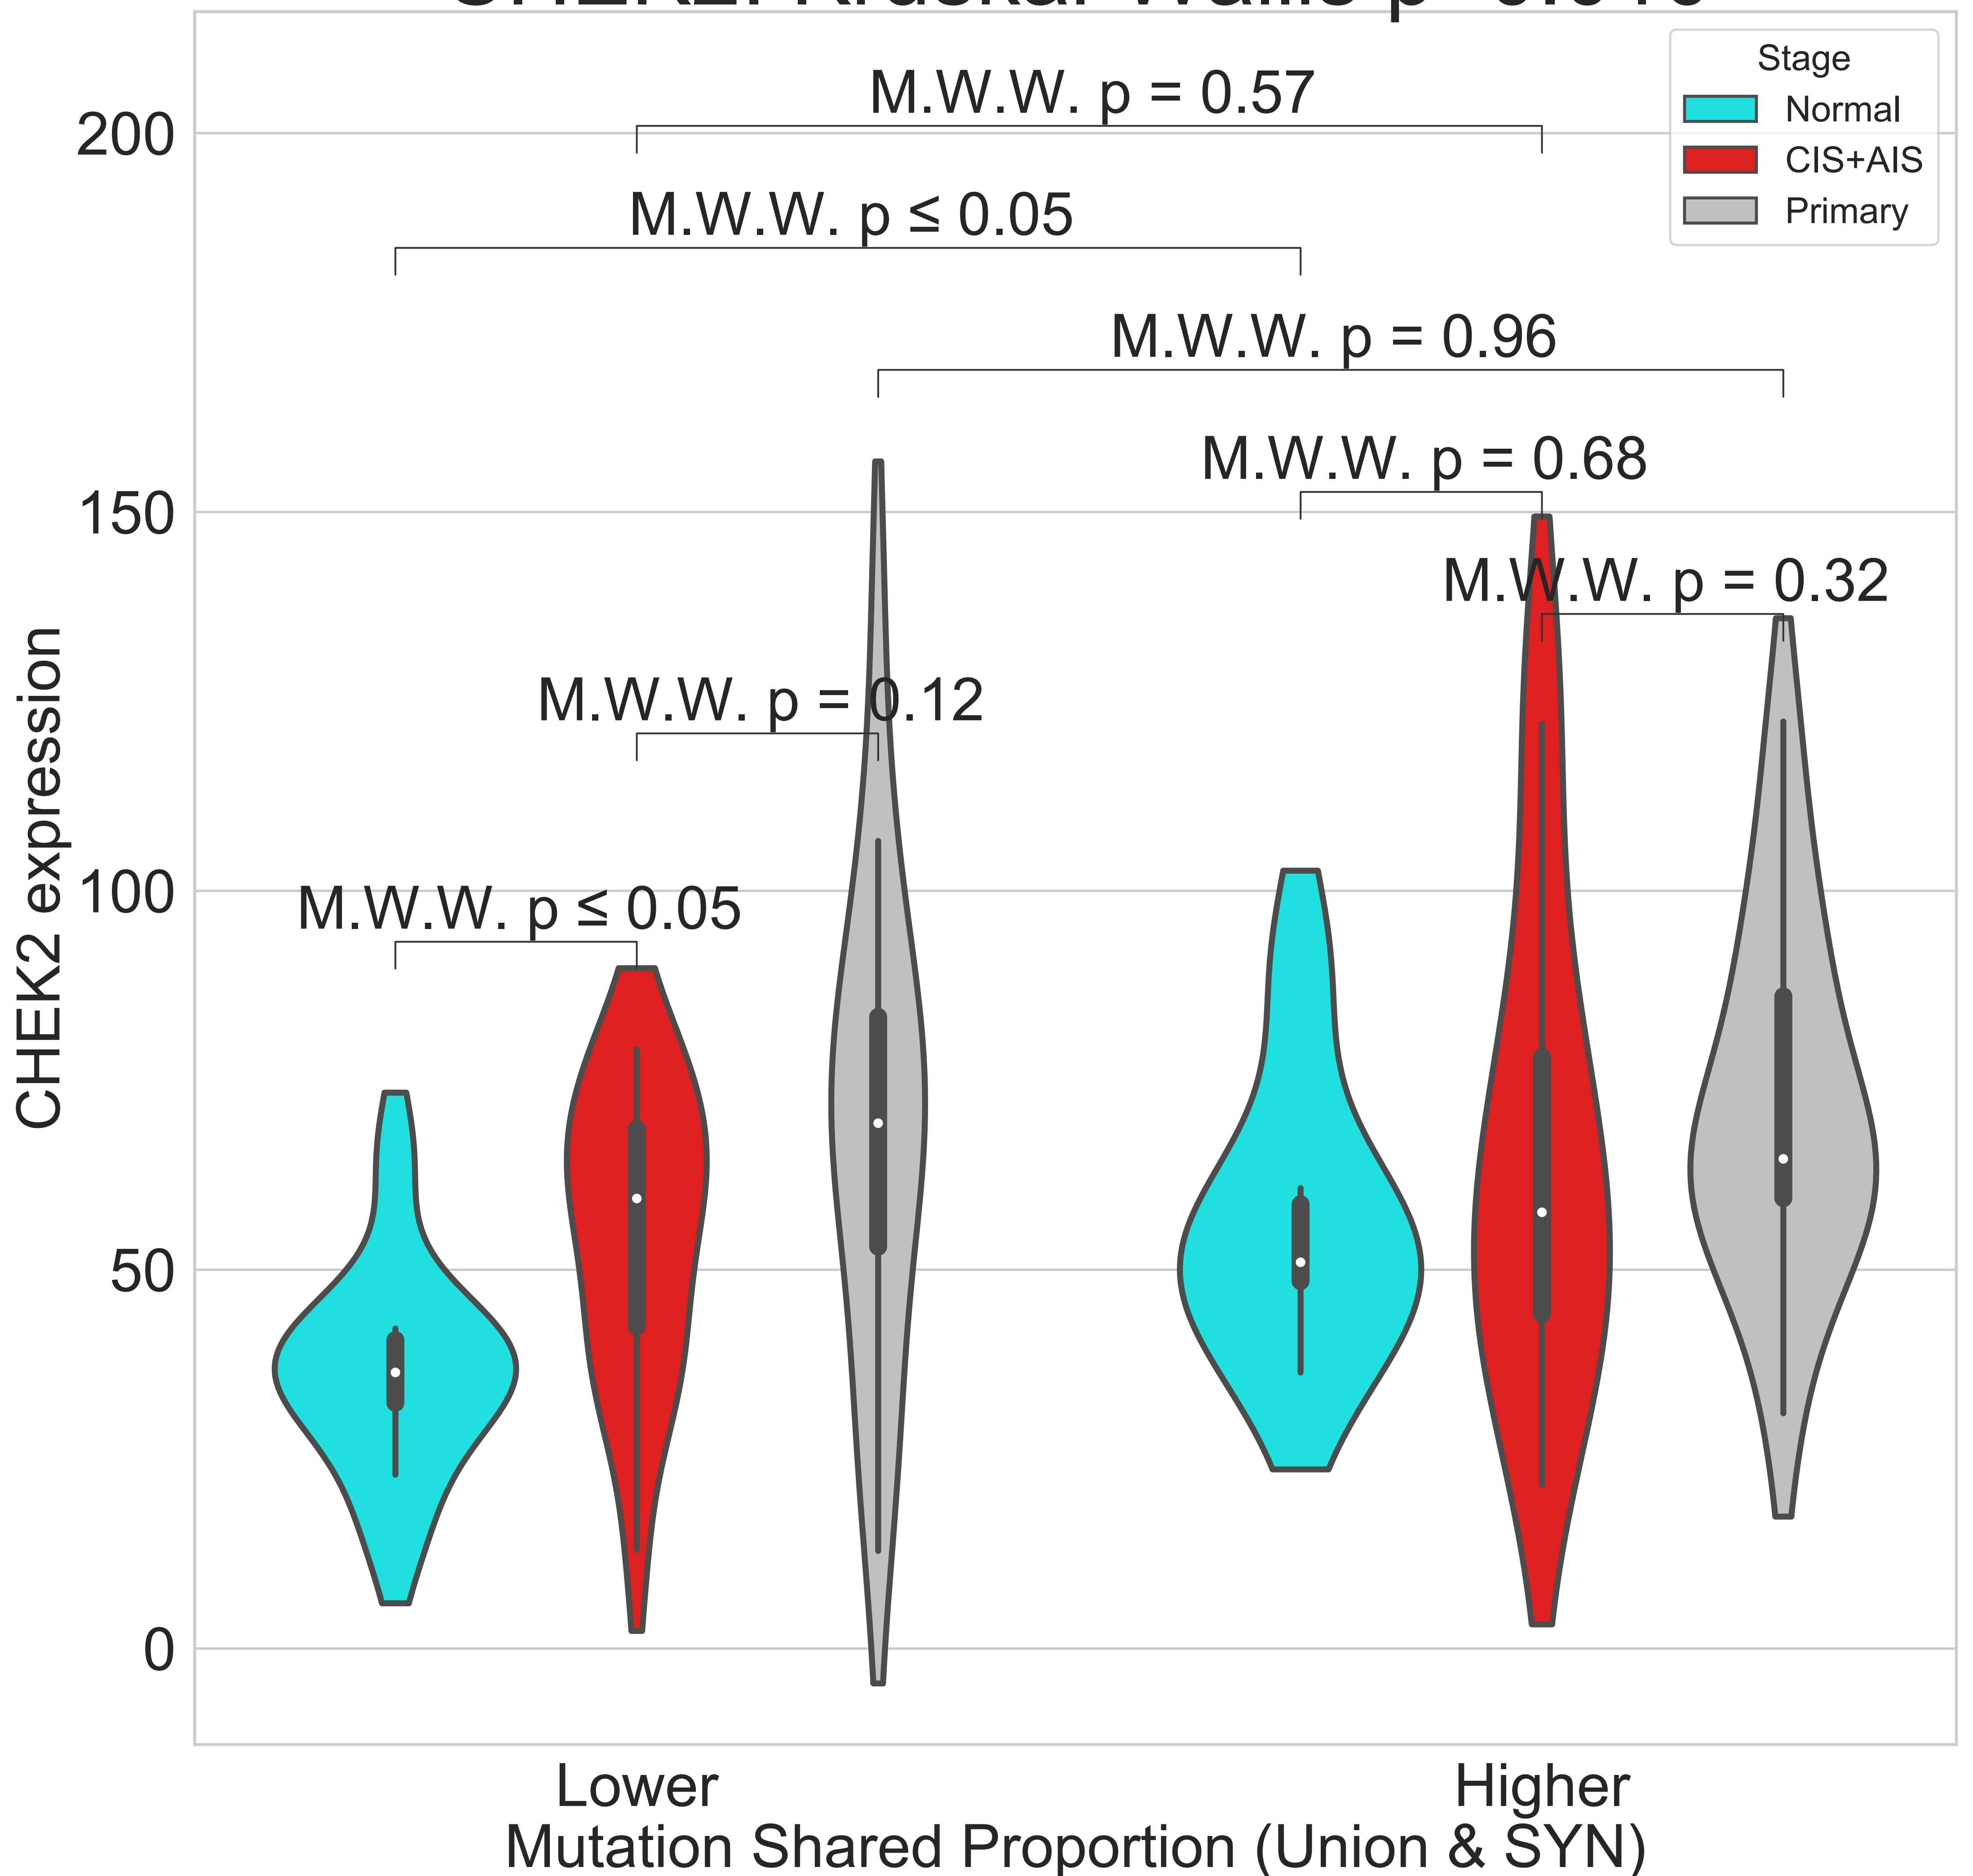 Stage
Normal
CIS+AIS
Primary
M.W.W. p = 0.57
M.W.W. p ≤ 0.05
M.W.W. p = 0.96
M.W.W. p = 0.68
M.W.W. p = 0.32
M.W.W. p = 0.12
M.W.W. p ≤ 0.05
200
150
100
50
0
CHEK2 expression
Lower
Higher
Mutation Shared Proportion (Union & SYN)